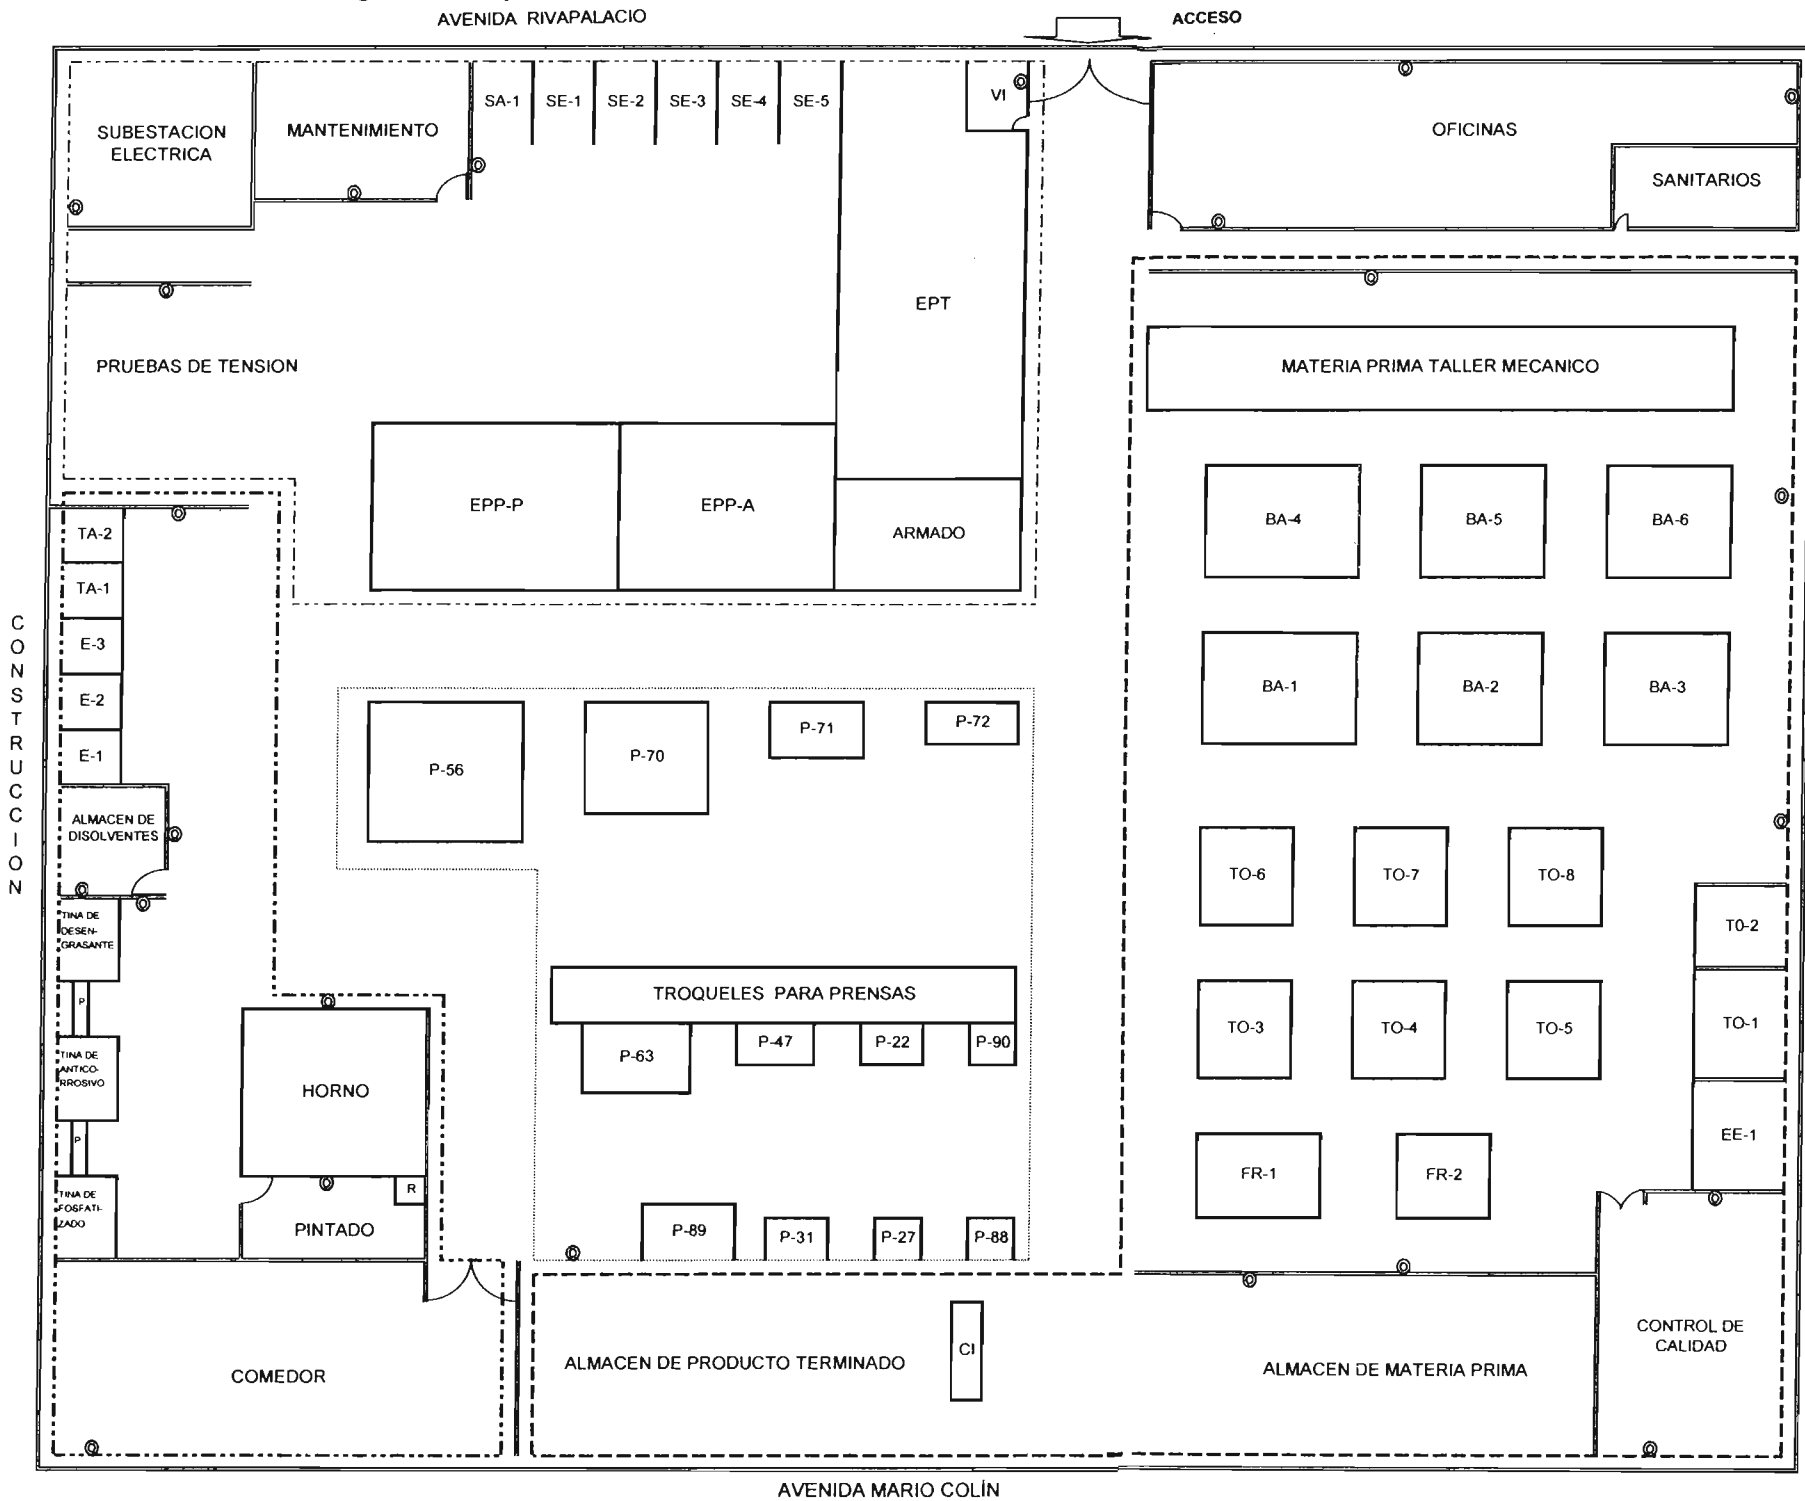 AVENIDA RIVAPALACIO
ACCESO
SUBESTACION
ELECTRICA
MANTENIMIENTO
SA-1
SE-1
SE-2
SE-3
SE-4
SE-5
VI
OFICINAS
SANITARIOS
EPT
PRUEBAS DE TENSION
MATERIA PRIMA TALLER MECANICO
EPP-P
EPP-A
ARMADO
BA-4
BA-5
BA-6
TA-2
TA-1
E-3
E-2
E-1
CONSTRUCCION
BA-1
BA-2
BA-3
P-56
P-70
P-71
P-72
ALMACEN DE
DISOLVENTES
TO-6
TO-7
TO-8
T0-2
TINA DE
DESEN-
GRASANTE
P
TROQUELES PARA PRENSAS
P-63
P-47
P-22
P-90
TO-3
TO-4
TO-5
TO-1
TINA DE
ANTICO-
RROSIVO
P
HORNO
EE-1
FR-1
FR-2
TINA DE
FOSFATI-
ZADO
R
PINTADO
P-89
P-31
P-27
P-88
COMEDOR
ALMACEN DE PRODUCTO TERMINADO
CI
ALMACEN DE MATERIA PRIMA
CONTROL DE
CALIDAD
AVENIDA MARIO COLÍN